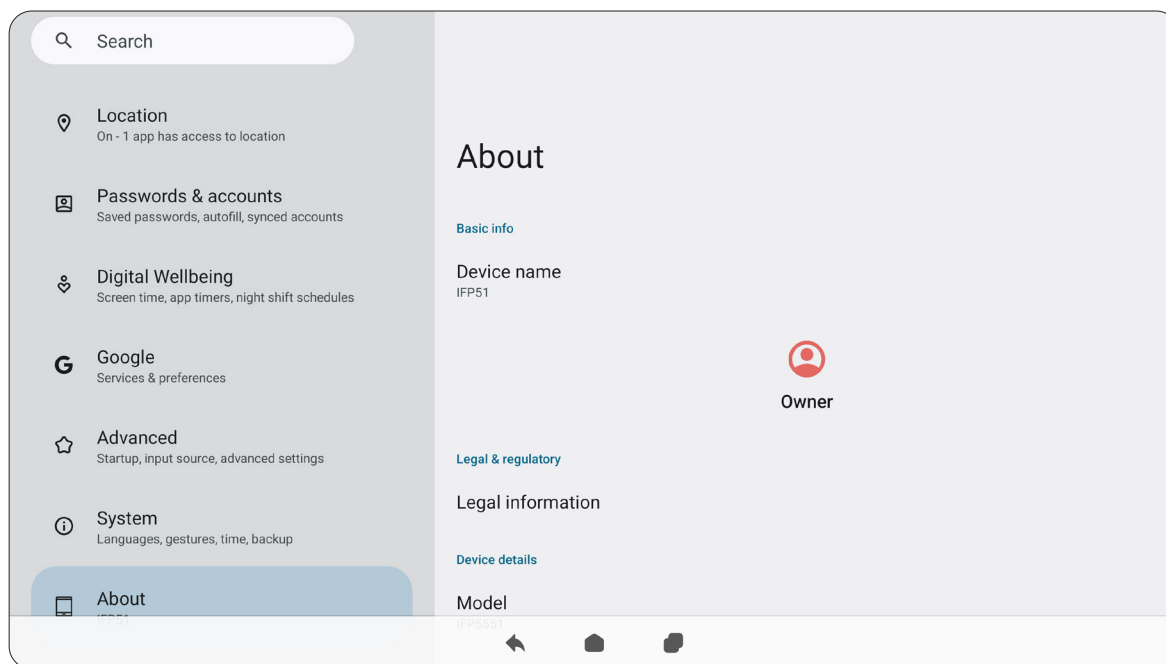 Search
Location
On - 1 app has access to location
Passwords & accounts
Saved passwords, autofill, synced accounts
Digital Wellbeing
Screen time, app timers, night shift schedules
Google
Services & preferences
Advanced
Startup, input source, advanced settings
System
Languages, gestures, time, backup
About
IFP51
About
Basic info
Device name
IFP51
Owner
Legal & regulatory
Legal information
Device details
Model
IFP5551